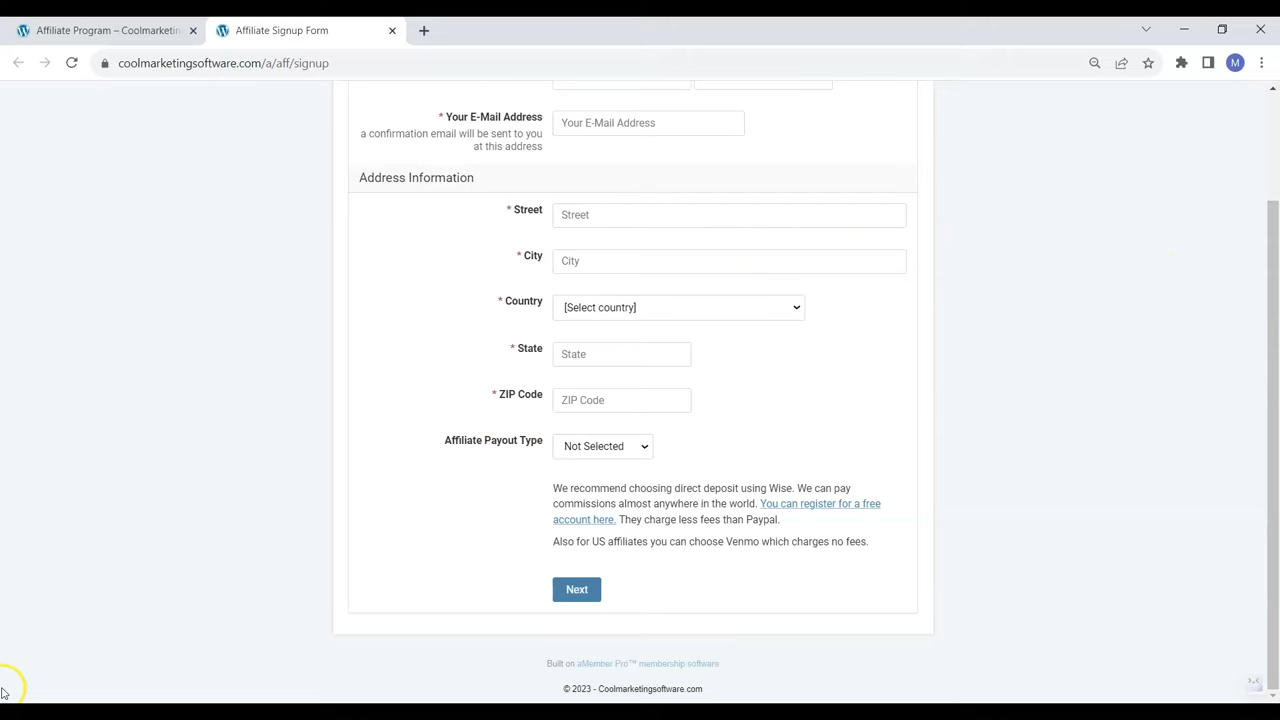 Affiliate Program – Coolmarketin
Affiliate Signup Form
coolmarketingsoftware.com/a/aff/signup
M
* Your E-Mail Address
a confirmation email will be sent to you
at this address
Your E-Mail Address
Address Information
* Street
Street
* City
City
* Country
[Select country]
* State
State
* ZIP Code
ZIP Code
Affiliate Payout Type
Not Selected
We recommend choosing direct deposit using Wise. We can pay
commissions almost anywhere in the world. You can register for a free
account here. They charge less fees than Paypal.
Also for US affiliates you can choose Venmo which charges no fees.
Next
Built on aMember Pro™ membership software
© 2023 - Coolmarketingsoftware.com